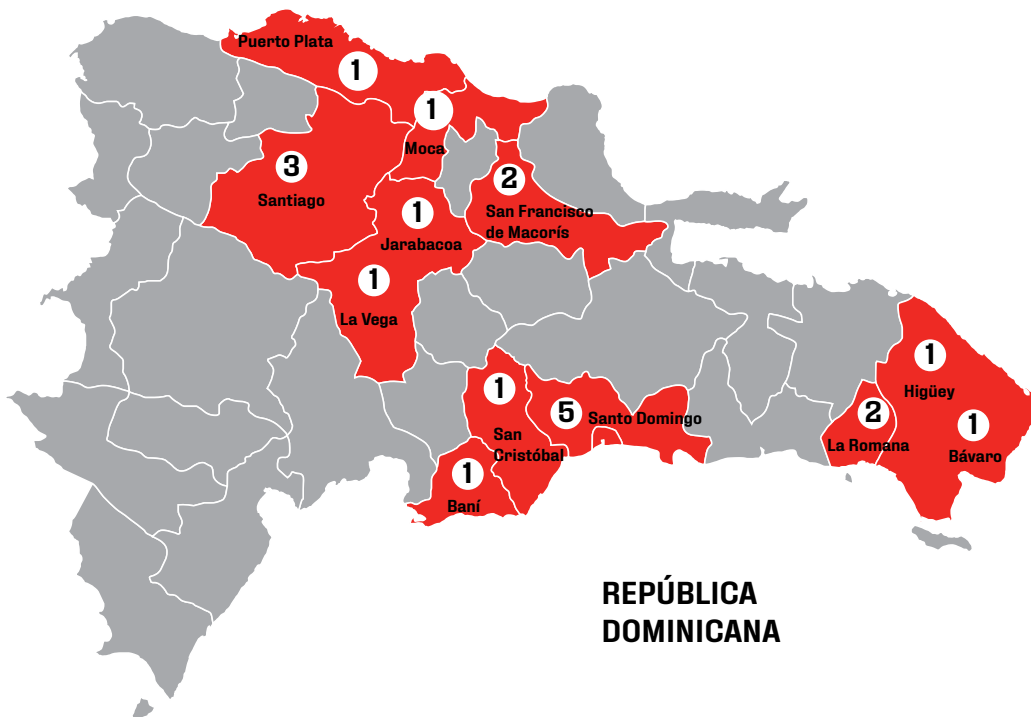 Puerto Plata
1
1
Moca
3
Santiago
2
San Francisco
de Macorís
1
Jarabacoa
1
La Vega
1
San
Cristóbal
5
Santo Domingo
1
Baní
1
Higüey
2
La Romana
1
Bávaro
REPÚBLICA
DOMINICANA